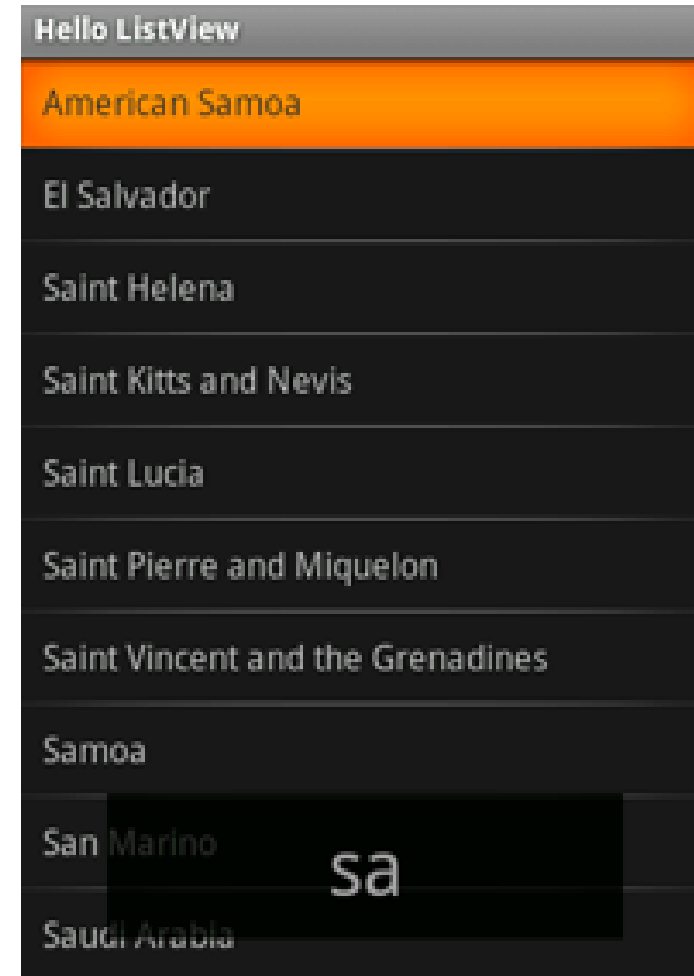 Hello ListView
American Samoa
El Salvador
Saint Helena
Saint Kitts and Nevis
Saint Lucia
Saint Pierre and Miquelon
Saint Vincent and the Grenadines
Samoa
San Marino
sa
Saudi Arabia